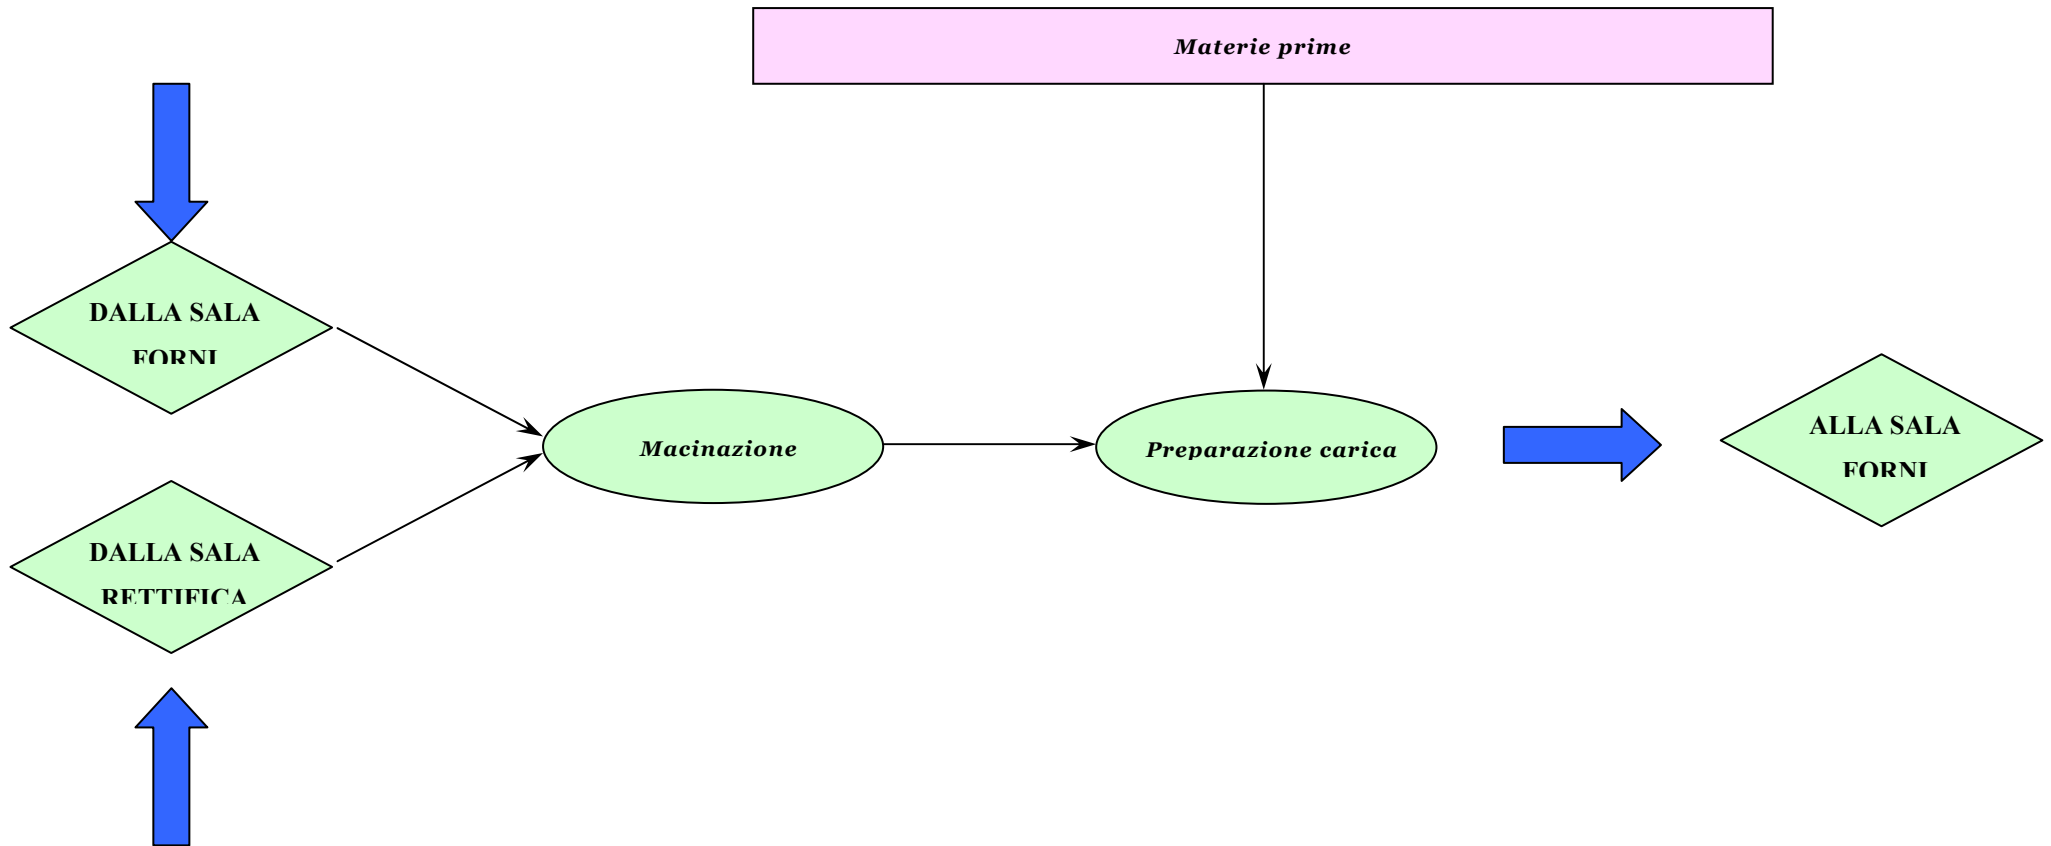 Materie prime
DALLA SALA
FORNI
DALLA SALA
RETTIFICA
Macinazione
Preparazione carica
ALLA SALA
FORNI